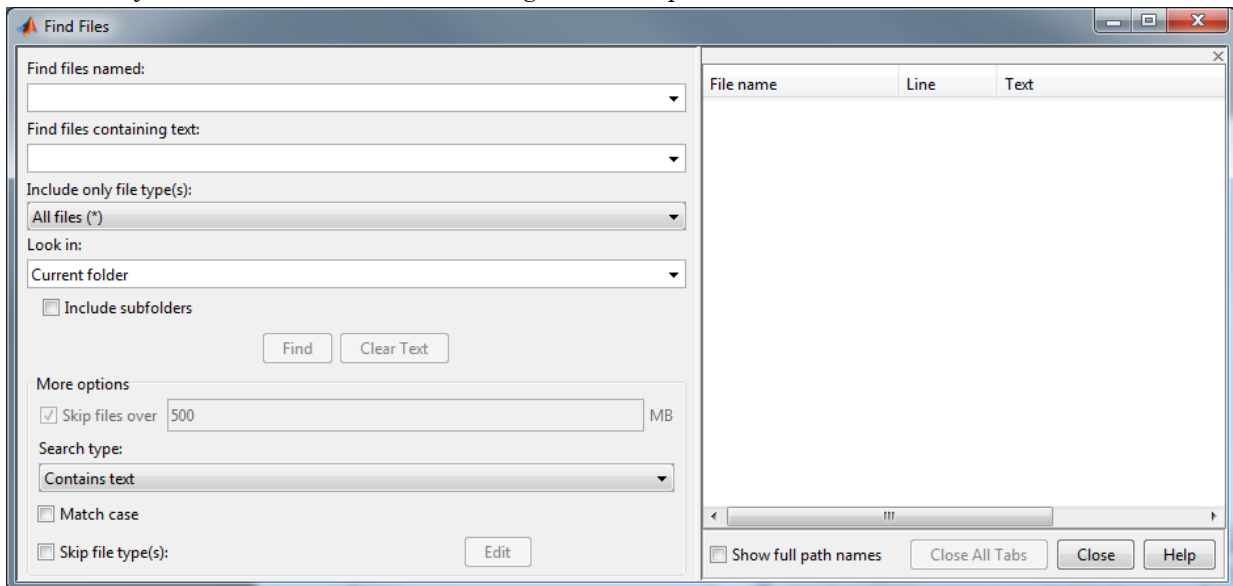 Find Files
Find files named:
Find files containing text:
Include only file type(s):
All files (*)
Look in:
Current folder
Include subfolders
Find
Clear Text
More options
Skip files over 500 MB
Search type:
Contains text
Match case
Skip file type(s):
Edit
File name Line Text
Show full path names
Close All Tabs
Close
Help